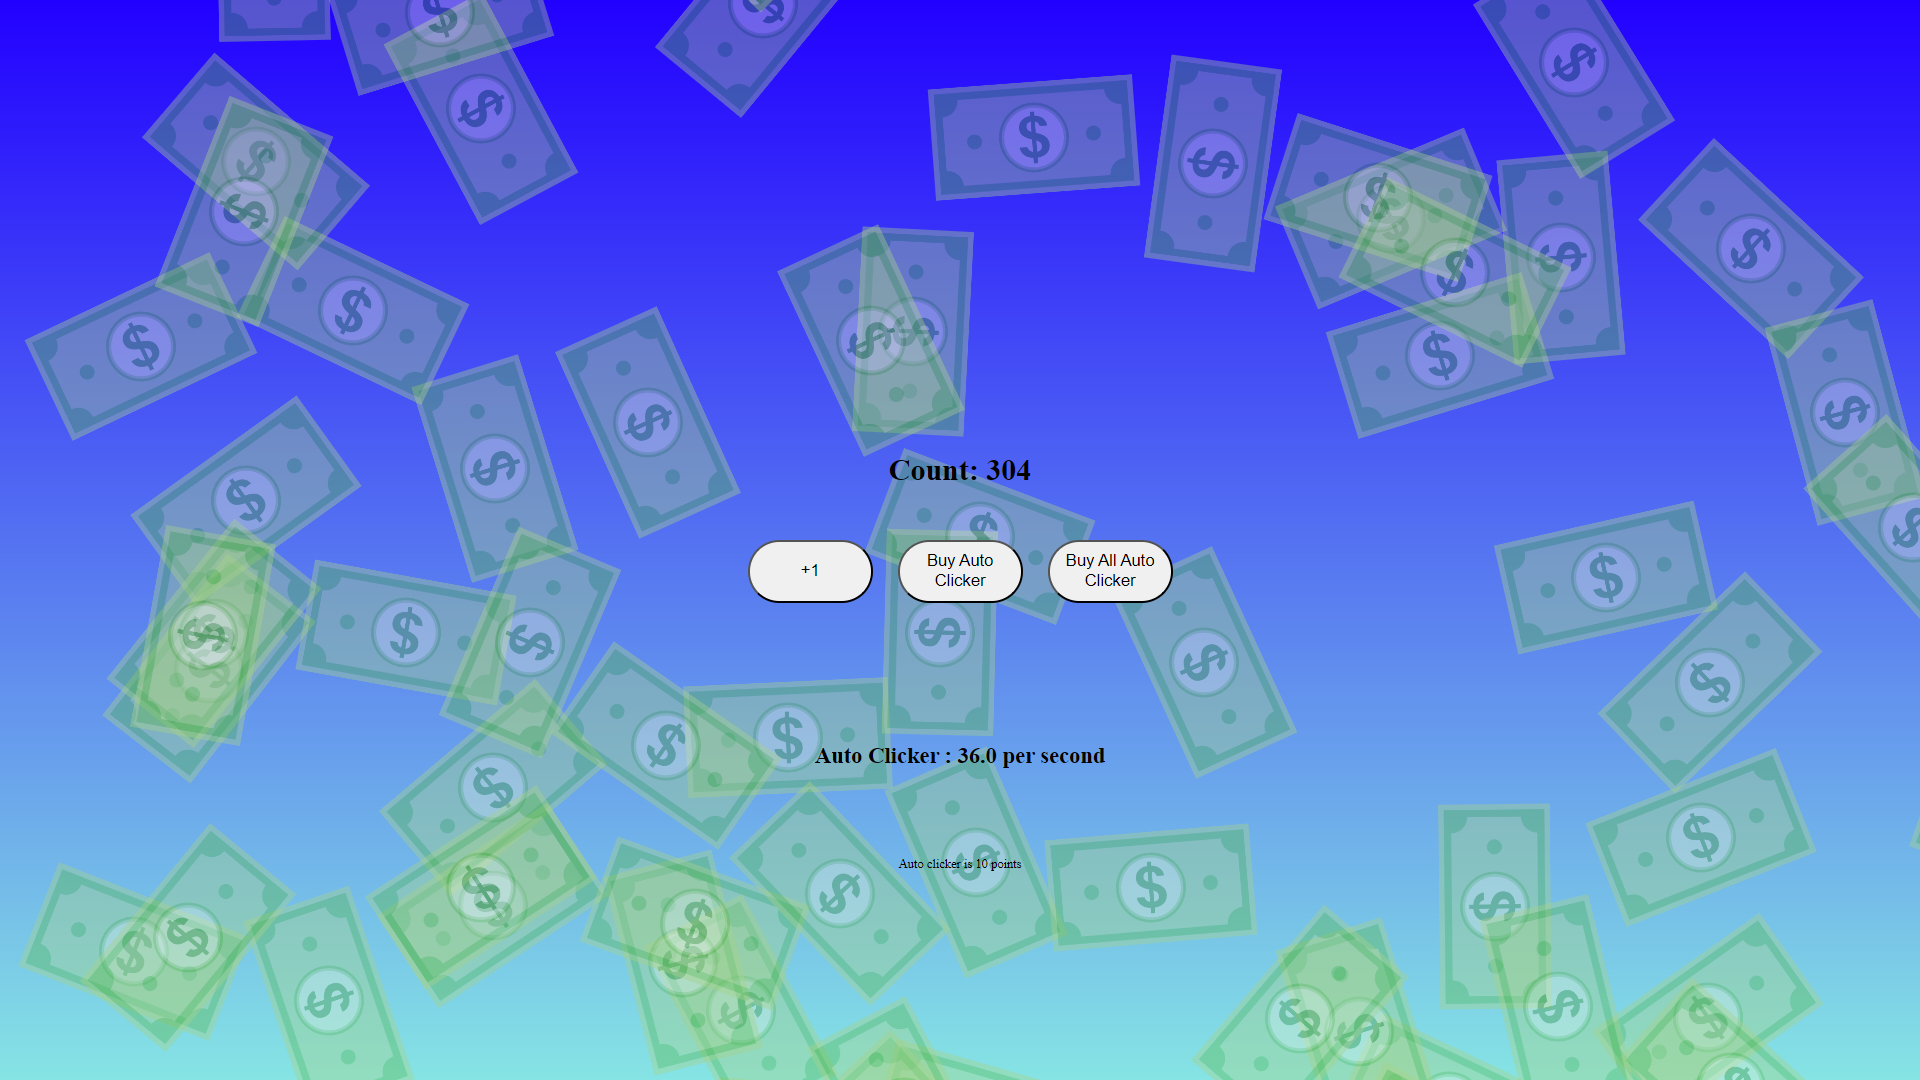 Count: 304
+1
Buy Auto
Clicker
Buy All Auto
Clicker
Auto Clicker : 36.0 per second
Auto clicker is 10 points